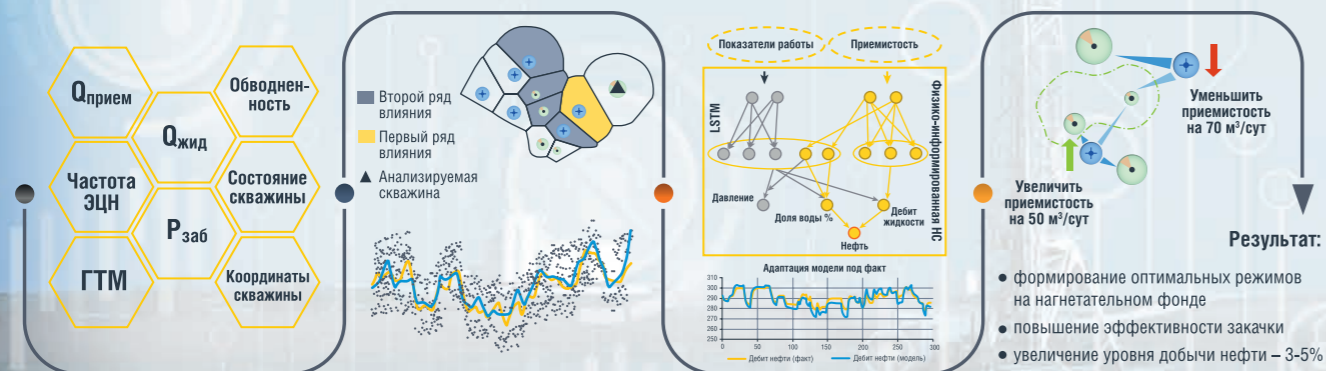 Qприем
Обводнен-
ность
Qжид
Частота
ЭЦН
Состояние
скважины
Pзаб
ГТМ
Координаты
скважины
Второй ряд
влияния
Первый ряд
влияния
Анализируемая
скважина
Показатели работы
Приемистость
LSTM
Физико-информированная НС
Давление
Доля воды %
Дебит
жидкости
Нефть
Адаптация модели под факт
310
300
290
280
270
260
250
0 50 100 150 200 250 300
Дебит нефти (факт)
Дебит нефти (модель)
Уменьшить
приемистость
на 70 м³/сут
Увеличить
приемистость
на 50 м³/сут
Результат:
• формирование оптимальных режимов
на нагнетательном фонде
• повышение эффективности закачки
• увеличение уровня добычи нефти – 3-5%